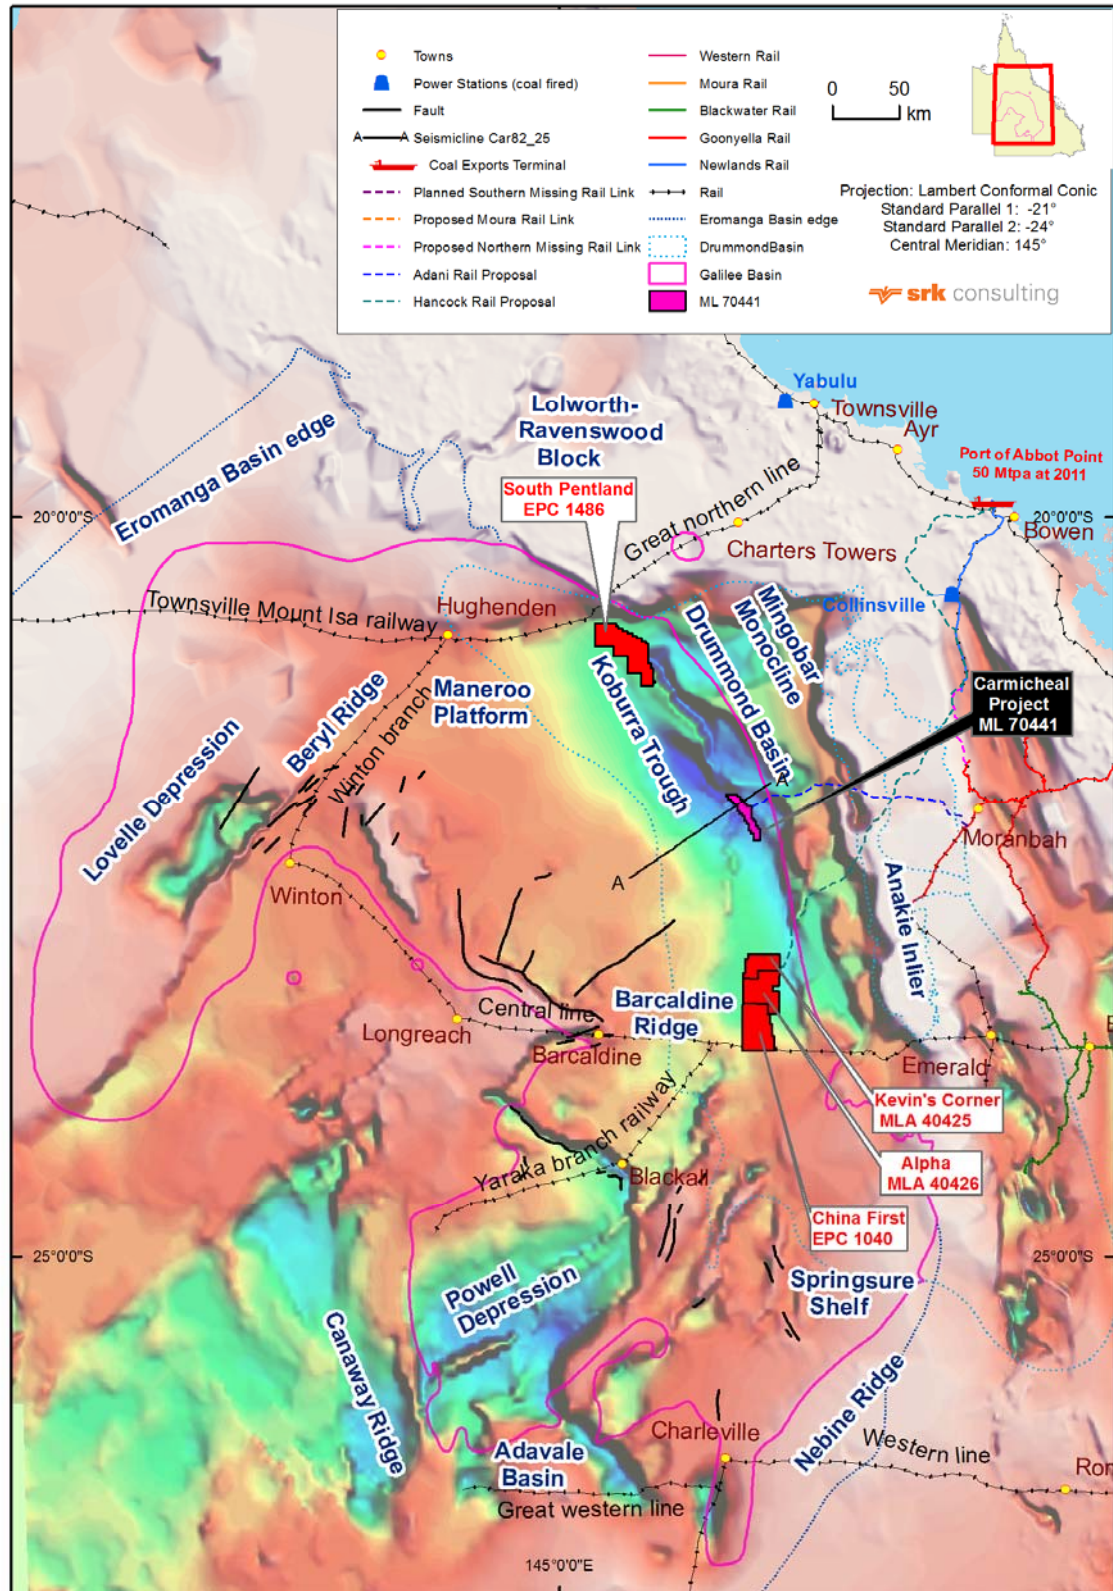 Towns
Power Stations (coal fired)
Fault
A A Seismicline Car82_25
Coal Exports Terminal
Planned Southern Missing Rail Link
Proposed Moura Rail Link
Proposed Northern Missing Rail Link
Adani Rail Proposal
Hancock Rail Proposal
Western Rail
Moura Rail
Blackwater Rail
Goonyella Rail
Newlands Rail
Rail
Eromanga Basin edge
DrummondBasin
Galilee Basin
ML 70441
0 50
km
Projection: Lambert Conformal Conic
Standard Parallel 1: -21°
Standard Parallel 2: -24°
Central Meridian: 145°
srk consulting
Yabulu
Townsville
Ayr
Lolworth-
Ravenswood
Block
Port of Abbot Point
50 Mtpa at 2011
South Pentland
EPC 1486
Eromanga Basin edge
Great northern line
20°0'0"S
20°0'0"S
Bowen
Charters Towers
Collinsville
Townsville Mount Isa railway
Hughenden
Mingobar
Monocline
Drummond Basin
Koburra Trough
Maneroo
Platform
Carmicheal
Project
ML 70441
Beryl Ridge
Winton branch
Lovelle Depression
A
A
Moranbah
Winton
Anakie Inlier
Central line
Longreach
Barcaldine
Barcaldine
Ridge
Emerald
E
Kevin's Corner
MLA 40425
Alpha
MLA 40426
China First
EPC 1040
Yaraka branch railway
Blackall
25°0'0"S
25°0'0"S
Powell
Depression
Springsure
Shelf
Canaway Ridge
Nebine Ridge
Charleville
Western line
Rom
Adavale
Basin
Great western line
145°0'0"E